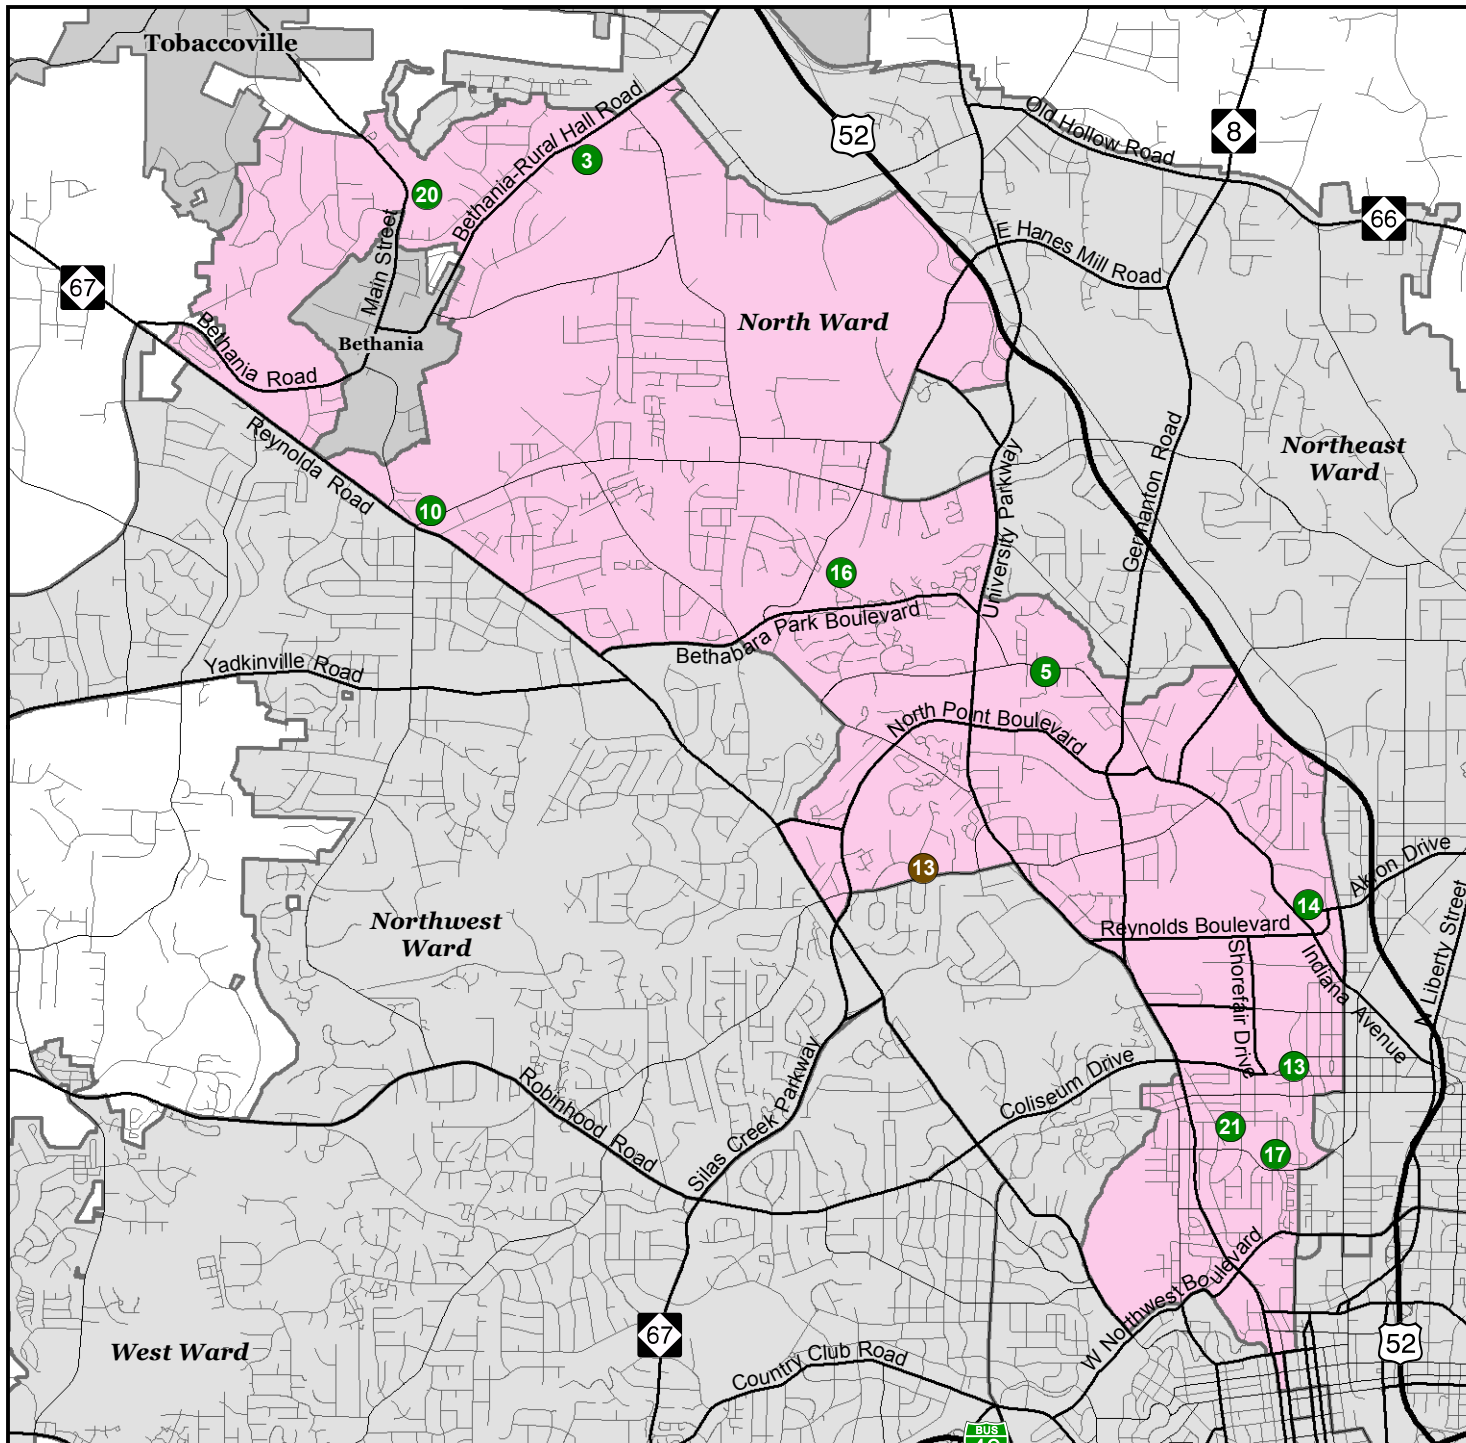 Tobaccoville
52
Old Hollow Road
8
Bethania-Rural Hall Road
3
20
66
E Hanes Mill Road
Main Street
67
North Ward
Bethania
Bethania Road
Reynolda Road
Northeast
Ward
University Parkway
Germanton Road
10
16
Bethabara Park Boulevard
Yadkinville Road
5
North Point Boulevard
13
Akron Drive
14
Northwest
Ward
Reynolds Boulevard
N Liberty Street
Shorefair Drive
Indiana Avenue
13
Coliseum Drive
Robinhood Road
Silas Creek Parkway
21
17
W Northwest Boulevard
67
52
West Ward
Country Club Road
BUS